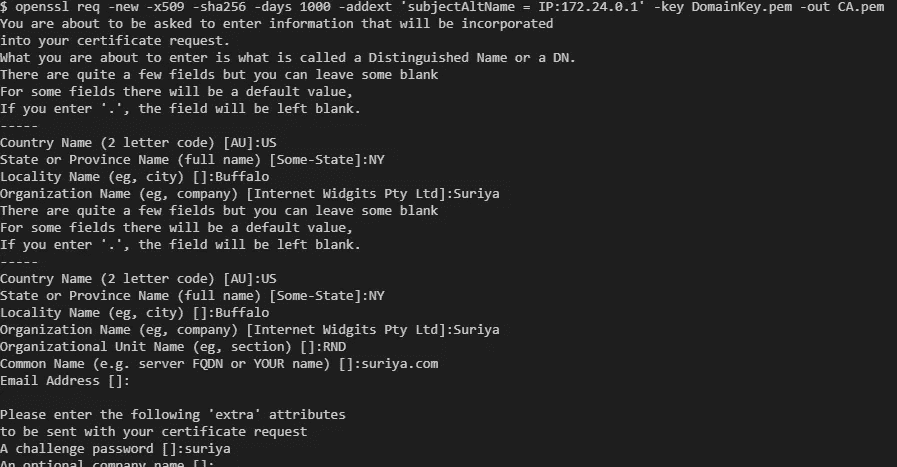 $ openssl req -new -x509 -sha256 -days 1000 -addext 'subjectAltName = IP:172.24.0.1' -key DomainKey.pem -out CA.pem
You are about to be asked to enter information that will be incorporated
into your certificate request.
What you are about to enter is what is called a Distinguished Name or a DN.
There are quite a few fields but you can leave some blank
For some fields there will be a default value,
If you enter '.', the field will be left blank.
-----
Country Name (2 letter code) [AU]:US
State or Province Name (full name) [Some-State]:NY
Locality Name (eg, city) []:Buffalo
Organization Name (eg, company) [Internet Widgits Pty Ltd]:Suriya
There are quite a few fields but you can leave some blank
For some fields there will be a default value,
If you enter '.', the field will be left blank.
-----
Country Name (2 letter code) [AU]:US
State or Province Name (full name) [Some-State]:NY
Locality Name (eg, city) []:Buffalo
Organization Name (eg, company) [Internet Widgits Pty Ltd]:Suriya
Organizational Unit Name (eg, section) []:RND
Common Name (e.g. server FQDN or YOUR name) []:suriya.com
Email Address []:
Please enter the following 'extra' attributes
to be sent with your certificate request
A challenge password []:suriya
An optional company name []: